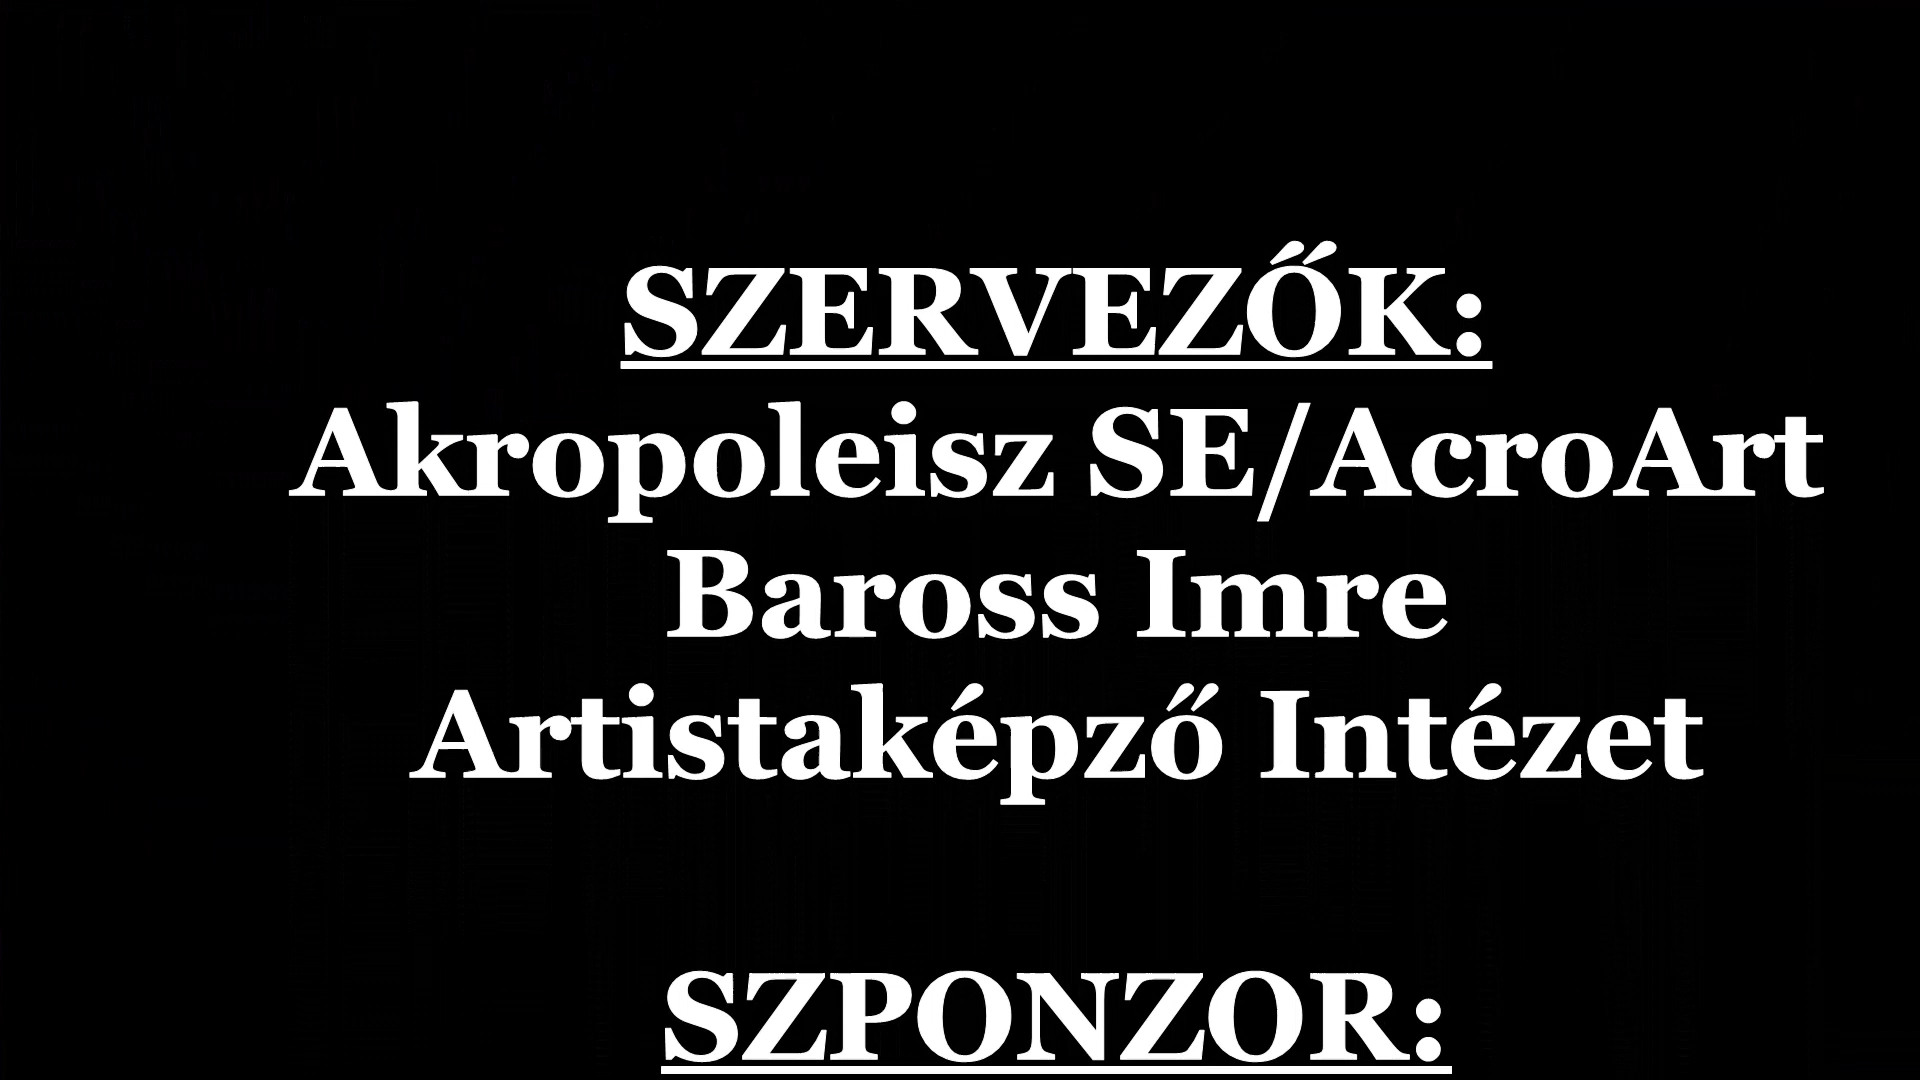 SZERVEZŐK:
Akropoleisz SE/AcroArt
Baross Imre
Artistaképző Intézet
SZPONZOR: